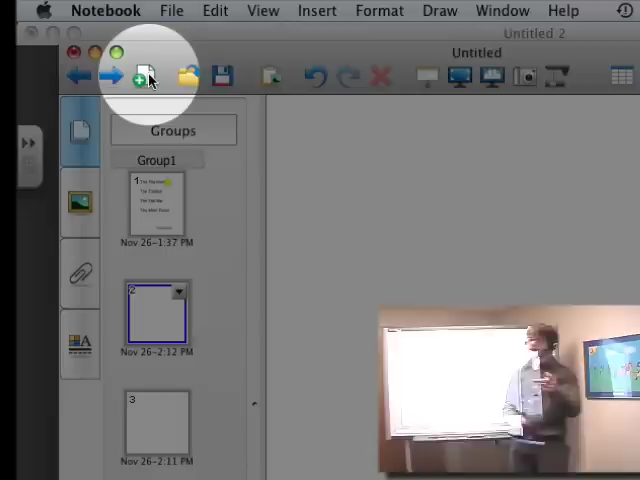 Notebook File Edit View Insert Format Draw Window Help
Untitled 2
Untitled
Groups
Group1
1
Nov 26-1:37 PM
2
Nov 26-2:12 PM
3
Nov 26-2:11 PM